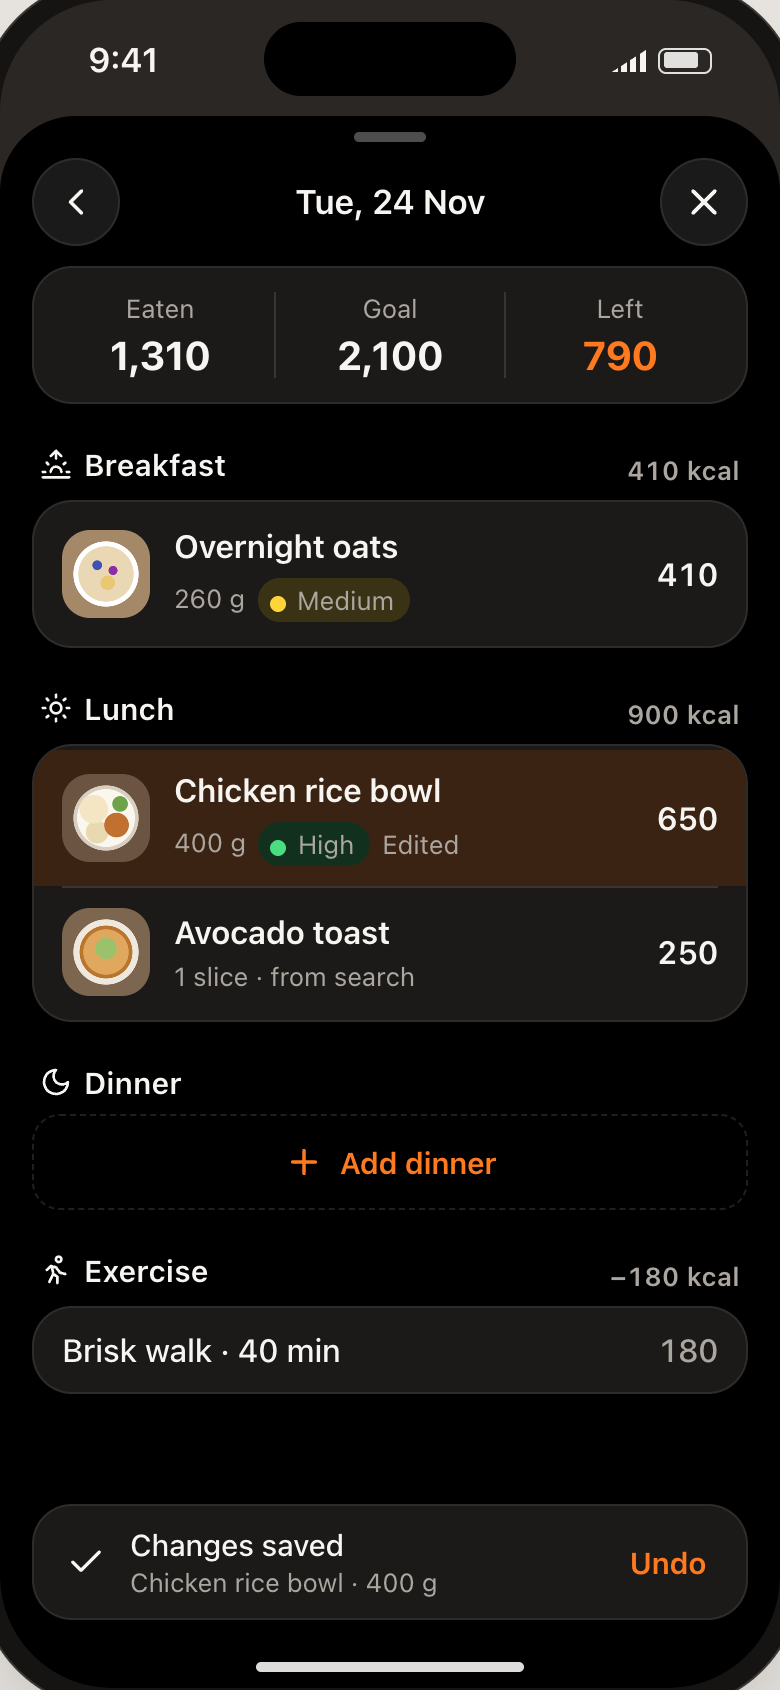 9:41
Tue, 24 Nov
Eaten
Goal
Left
1,310
2,100
790
Breakfast
410 kcal
Overnight oats
260 g
Medium
410
Lunch
900 kcal
Chicken rice bowl
400 g
High
Edited
650
Avocado toast
1 slice · from search
250
Dinner
+ Add dinner
Exercise
–180 kcal
Brisk walk · 40 min
180
Changes saved
Chicken rice bowl · 400 g
Undo